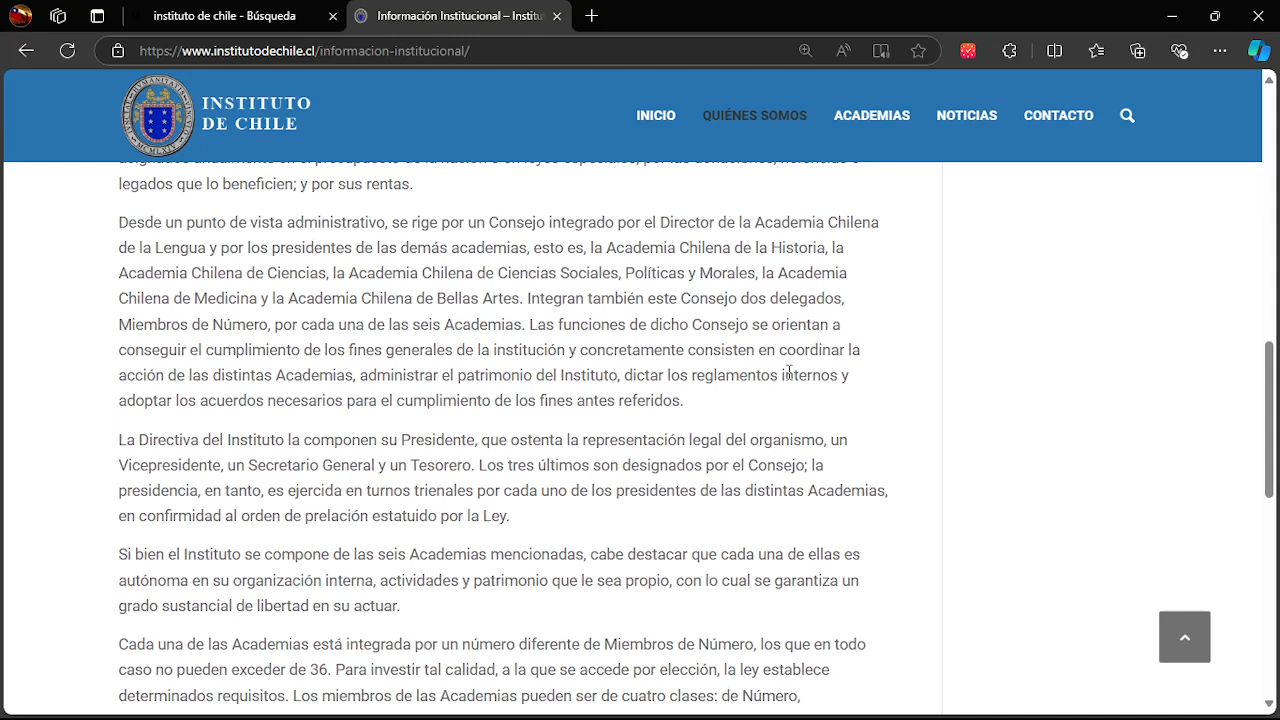 instituto de chile - Búsqueda
Información Institucional – Institu
https://www.institutodechile.cl/informacion-institucional/
INSTITUTO
DE CHILE
INICIO
QUIÉNES SOMOS
ACADEMIAS
NOTICIAS
CONTACTO
legados que lo beneficien; y por sus rentas.
Desde un punto de vista administrativo, se rige por un Consejo integrado por el Director de la Academia Chilena
de la Lengua y por los presidentes de las demás academias, esto es, la Academia Chilena de la Historia, la
Academia Chilena de Ciencias, la Academia Chilena de Ciencias Sociales, Políticas y Morales, la Academia
Chilena de Medicina y la Academia Chilena de Bellas Artes. Integran también este Consejo dos delegados,
Miembros de Número, por cada una de las seis Academias. Las funciones de dicho Consejo se orientan a
conseguir el cumplimiento de los fines generales de la institución y concretamente consisten en coordinar la
acción de las distintas Academias, administrar el patrimonio del Instituto, dictar los reglamentos internos y
adoptar los acuerdos necesarios para el cumplimiento de los fines antes referidos.
La Directiva del Instituto la componen su Presidente, que ostenta la representación legal del organismo, un
Vicepresidente, un Secretario General y un Tesorero. Los tres últimos son designados por el Consejo; la
presidencia, en tanto, es ejercida en turnos trienales por cada uno de los presidentes de las distintas Academias,
en confirmidad al orden de prelación estatuido por la Ley.
Si bien el Instituto se compone de las seis Academias mencionadas, cabe destacar que cada una de ellas es
autónoma en su organización interna, actividades y patrimonio que le sea propio, con lo cual se garantiza un
grado sustancial de libertad en su actuar.
Cada una de las Academias está integrada por un número diferente de Miembros de Número, los que en todo
caso no pueden exceder de 36. Para investir tal calidad, a la que se accede por elección, la ley establece
determinados requisitos. Los miembros de las Academias pueden ser de cuatro clases: de Número,